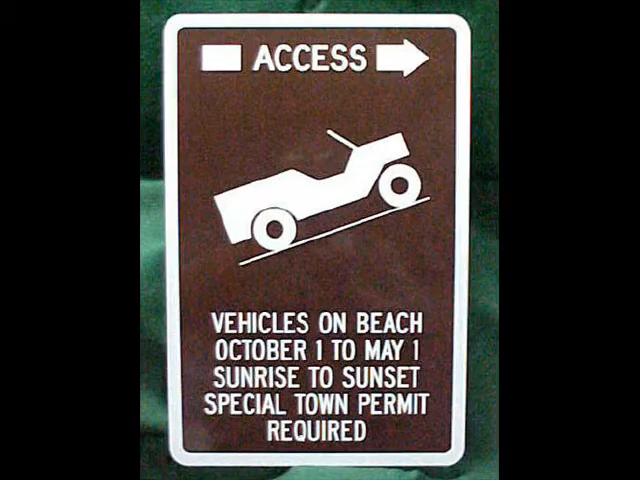 ACCESS
VEHICLES ON BEACH
OCTOBER 1 TO MAY 1
SUNRISE TO SUNSET
SPECIAL TOWN PERMIT
REQUIRED